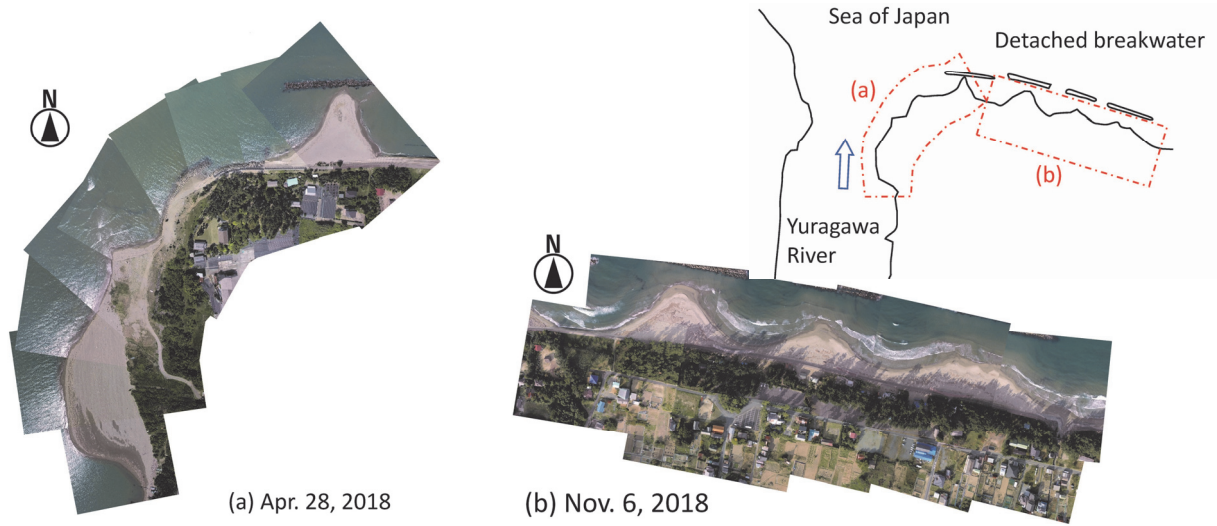 Sea of Japan
Detached breakwater
(a)
(b)
Yuragawa
River
N
N
(a) Apr. 28, 2018
(b) Nov. 6, 2018